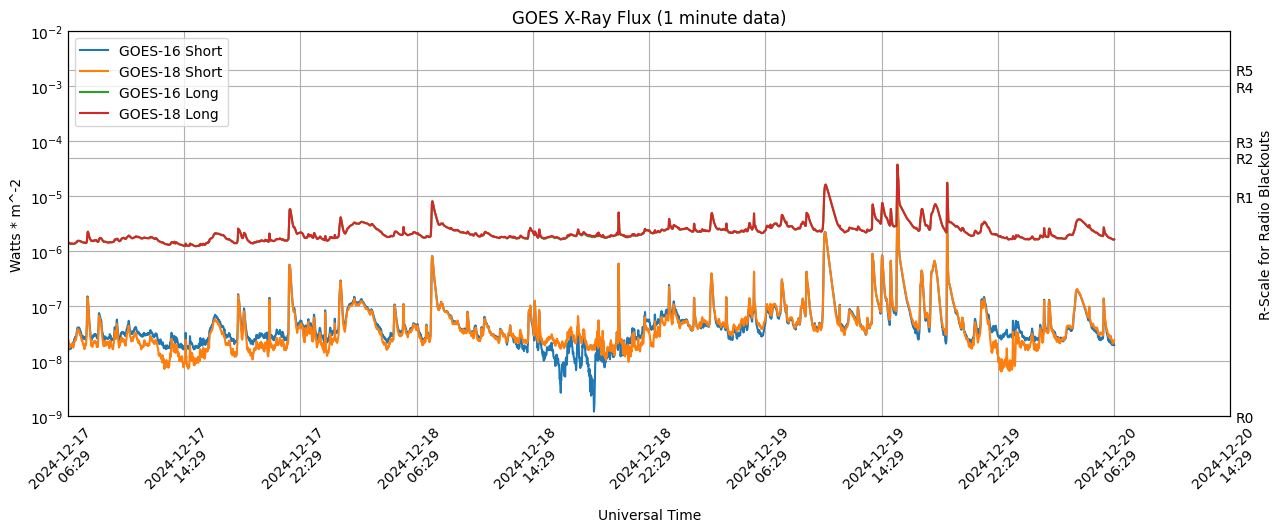 GOES X-Ray Flux (1 minute data)
GOES-16 Short
GOES-18 Short
GOES-16 Long
GOES-18 Long
Watts * m^-2
10^-2
10^-3
10^-4
10^-5
10^-6
10^-7
10^-8
10^-9
R5
R4
R3
R2
R1
R0
R-Scale for Radio Blackouts
2024-12-17
06:29
2024-12-17
14:29
2024-12-17
22:29
2024-12-18
06:29
2024-12-18
14:29
2024-12-18
22:29
2024-12-19
06:29
2024-12-19
14:29
2024-12-19
22:29
2024-12-20
06:29
2024-12-20
14:29
Universal Time